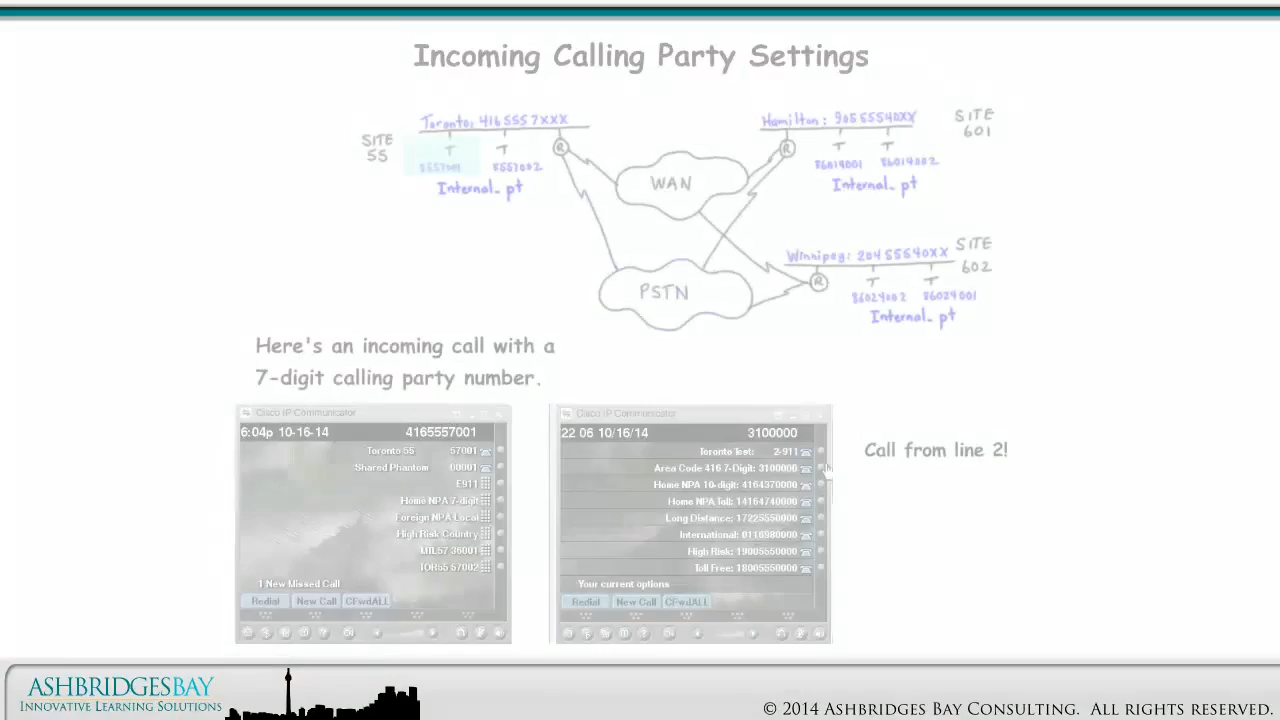 Incoming Calling Party Settings
Toronto: 4165557XXX
SITE
55
T
T
R
8557001
8557002
Internal_pt
WAN
PSTN
Hamilton: 90555540XX
SITE
601
R
T
T
86014001
86014002
Internal_pt
Winnipeg: 20455540XX
SITE
602
R
T
T
86024002
86024001
Internal_pt
Here's an incoming call with a
7-digit calling party number.
Cisco IP Communicator
6:04p 10-16-14 4165557001
Toronto 55 57001
Shared Phantom 00001
E911
Home NPA 7-digit
Foreign NPA Local
High Risk Country
MTL57 36001
TOR55 57002
1 New Missed Call
Redial New Call CFwdALL
Cisco IP Communicator
22 06 10/16/14 3100000
Toronto Test: 2-911
Area Code 416 7-Digit: 3100000
Home NPA 10-digit: 4164370000
Home NPA Toll: 14164740000
Long Distance: 17225550000
International: 0116980000
High Risk: 19005550000
Toll Free: 18005550000
Your current options
Redial New Call CFwdALL
Call from line 2!
ASHBRIDGESBAY
INNOVATIVE LEARNING SOLUTIONS
© 2014 ASHBRIDGES BAY CONSULTING. ALL RIGHTS RESERVED.